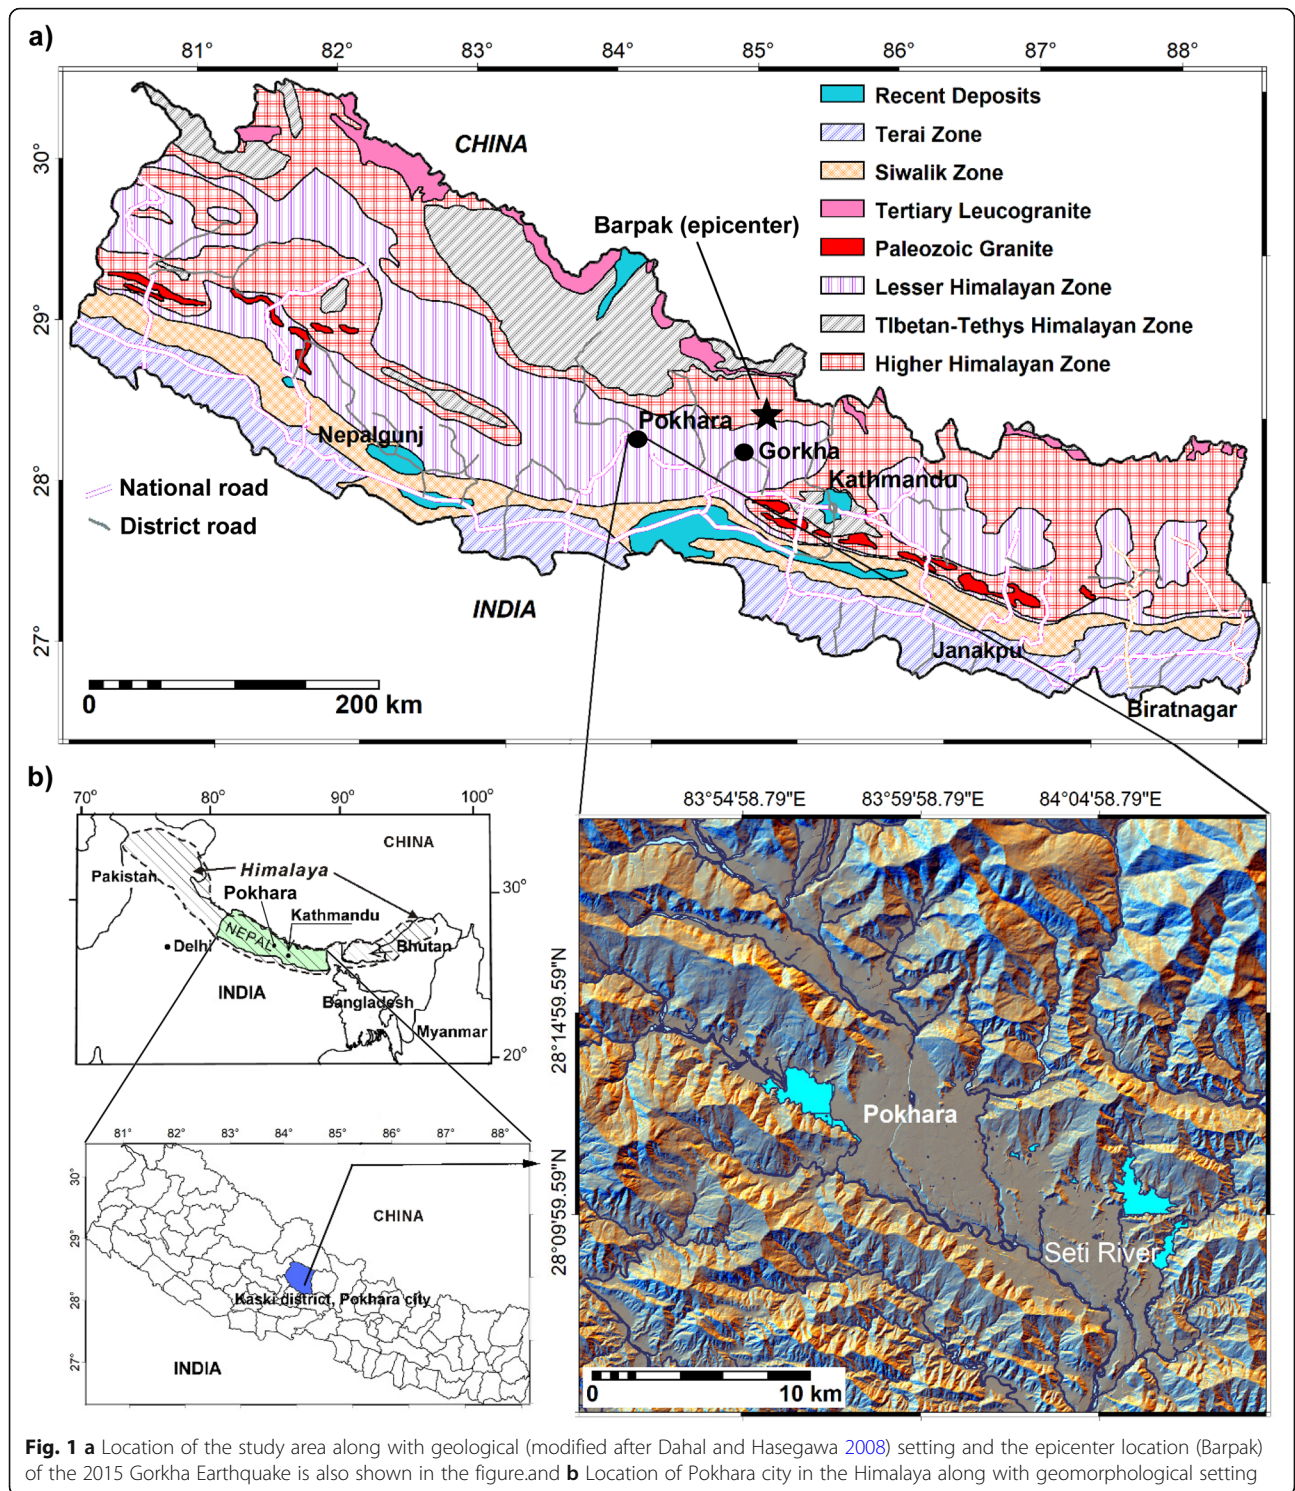 a)
81° 82° 83° 84° 85° 86° 87° 88°
30°
29°
28°
27°
CHINA
Recent Deposits
Terai Zone
Siwalik Zone
Tertiary Leucogranite
Paleozoic Granite
Lesser Himalayan Zone
TIbetan-Tethys Himalayan Zone
Higher Himalayan Zone
Barpak (epicenter)
Pokhara
Nepalgunj
Gorkha
Kathmandu
National road
District road
INDIA
Janakpu
Biratnagar
0 200 km
b)
70° 80° 90° 100°
CHINA
Himalaya
Pakistan
30°
Pokhara
Kathmandu
NEPAL
Delhi
Bhutan
INDIA
Bangladesh
Myanmar
20°
81° 82° 83° 84° 85° 86° 87° 88°
30°
29°
28°
27°
CHINA
Kaski district, Pokhara city
INDIA
83°54'58.79"E 83°59'58.79"E 84°04'58.79"E
28°14'59.59"N
28°09'59.59"N
Pokhara
Seti River
0 10 km
Fig. 1 a Location of the study area along with geological (modified after Dahal and Hasegawa 2008) setting and the epicenter location (Barpak)
of the 2015 Gorkha Earthquake is also shown in the figure.and b Location of Pokhara city in the Himalaya along with geomorphological setting